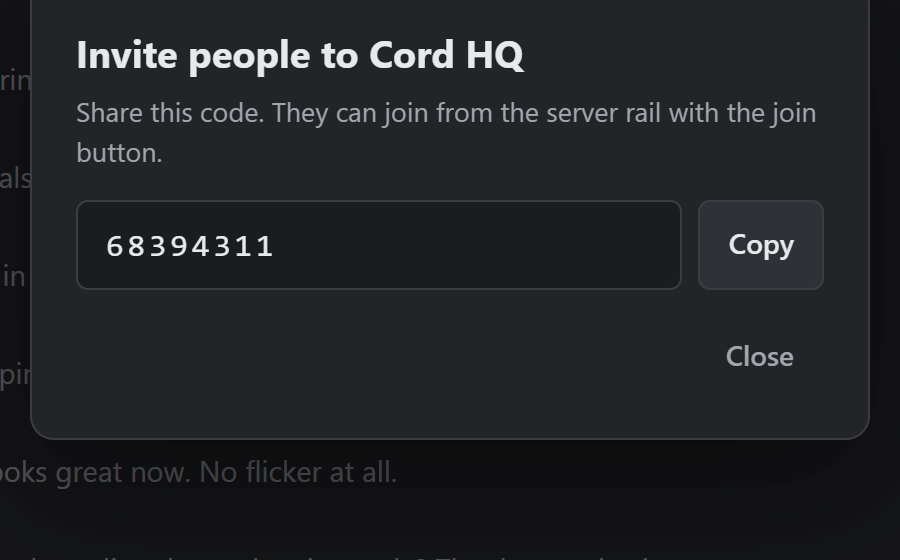 Invite people to Cord HQ
Share this code. They can join from the server rail with the join
button.
68394311
Copy
in
Close
great now. No flicker at all.